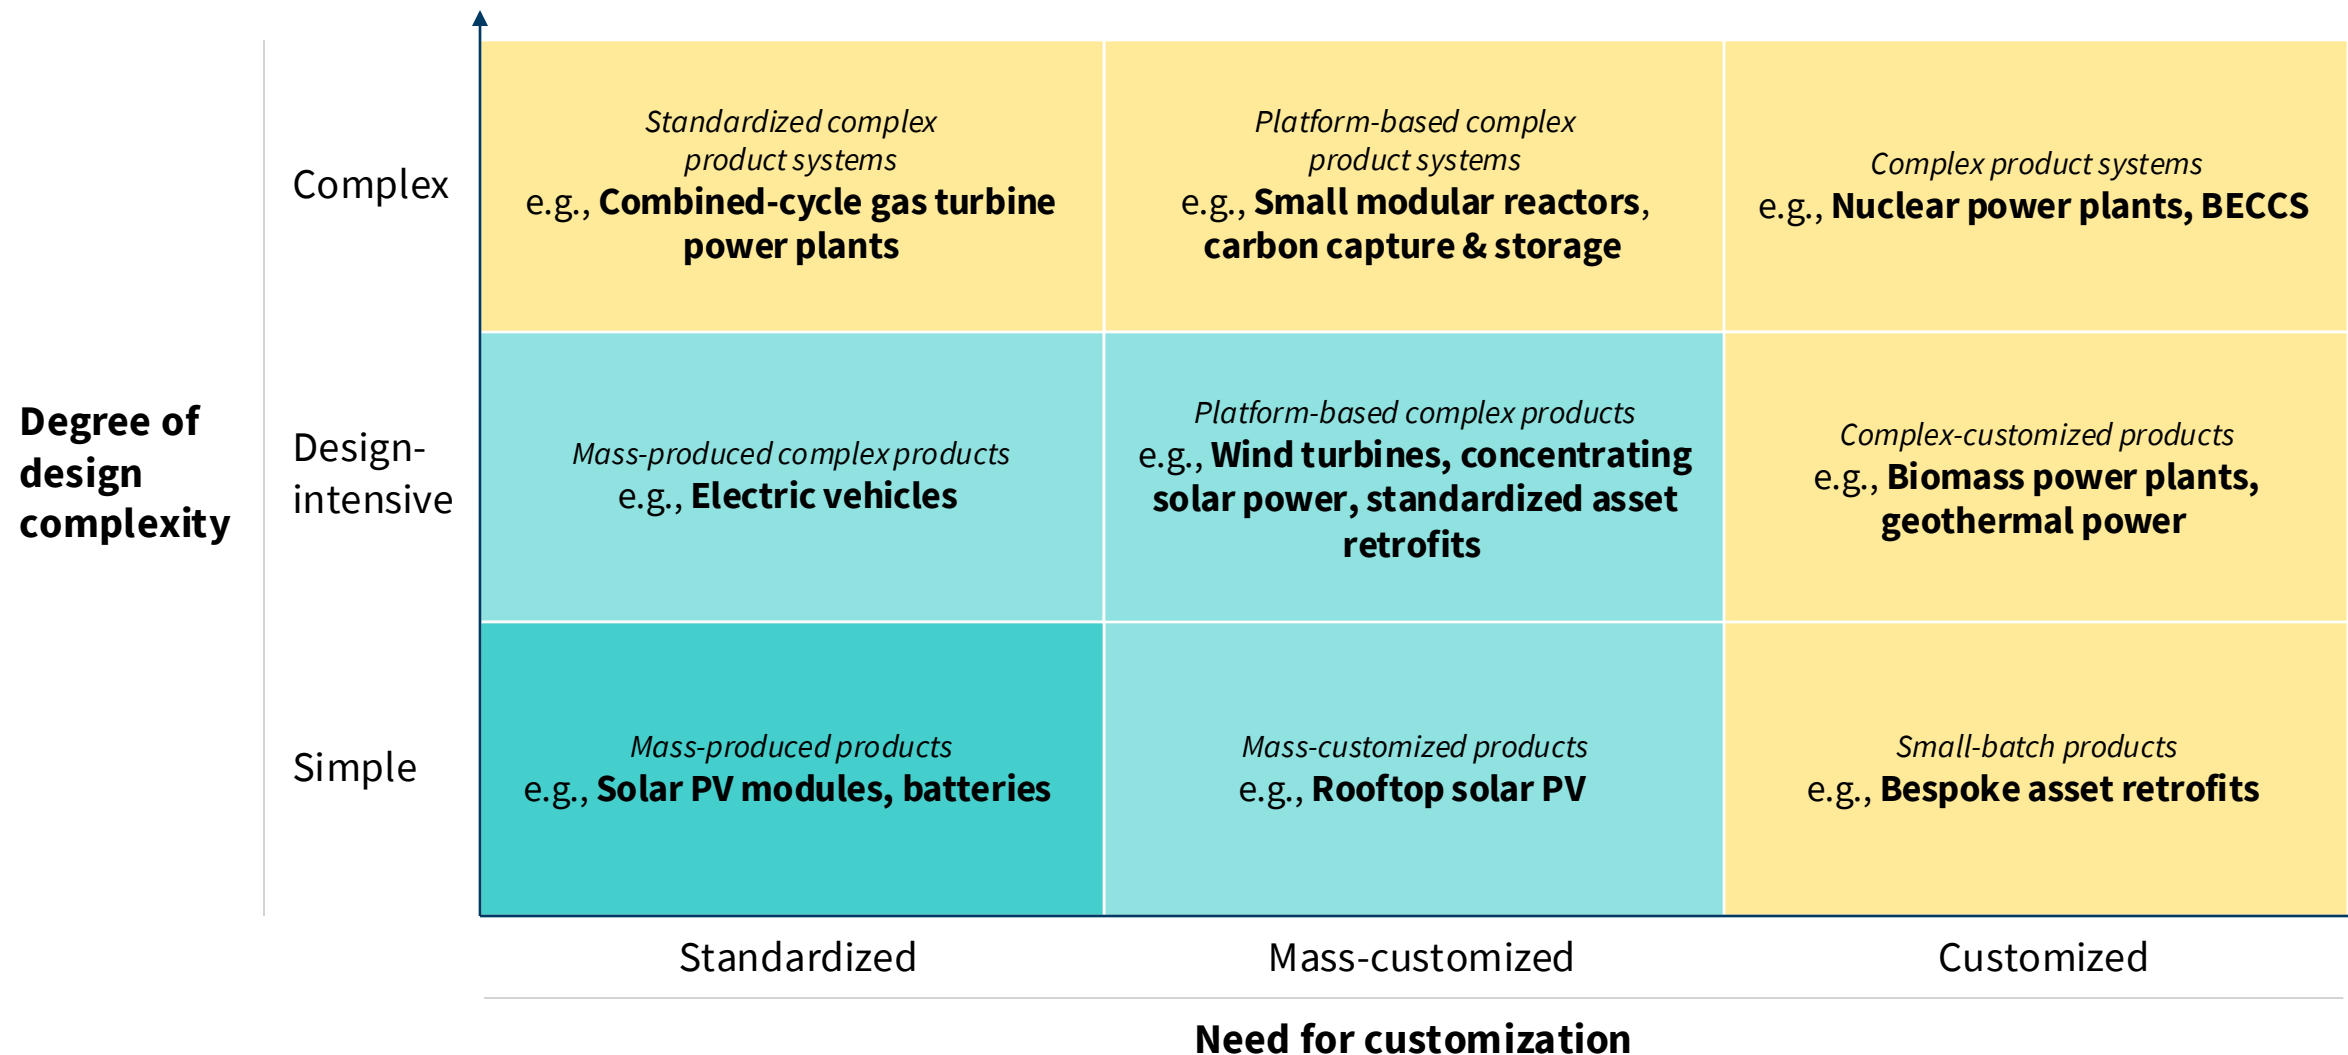 Degree of
design
complexity
Complex
Standardized complex
product systems
e.g., Combined-cycle gas turbine
power plants
Platform-based complex
product systems
e.g., Small modular reactors,
carbon capture & storage
Complex product systems
e.g., Nuclear power plants, BECCS
Design-
intensive
Mass-produced complex products
e.g., Electric vehicles
Platform-based complex products
e.g., Wind turbines, concentrating
solar power, standardized asset
retrofits
Complex-customized products
e.g., Biomass power plants,
geothermal power
Simple
Mass-produced products
e.g., Solar PV modules, batteries
Mass-customized products
e.g., Rooftop solar PV
Small-batch products
e.g., Bespoke asset retrofits
Standardized
Mass-customized
Customized
Need for customization